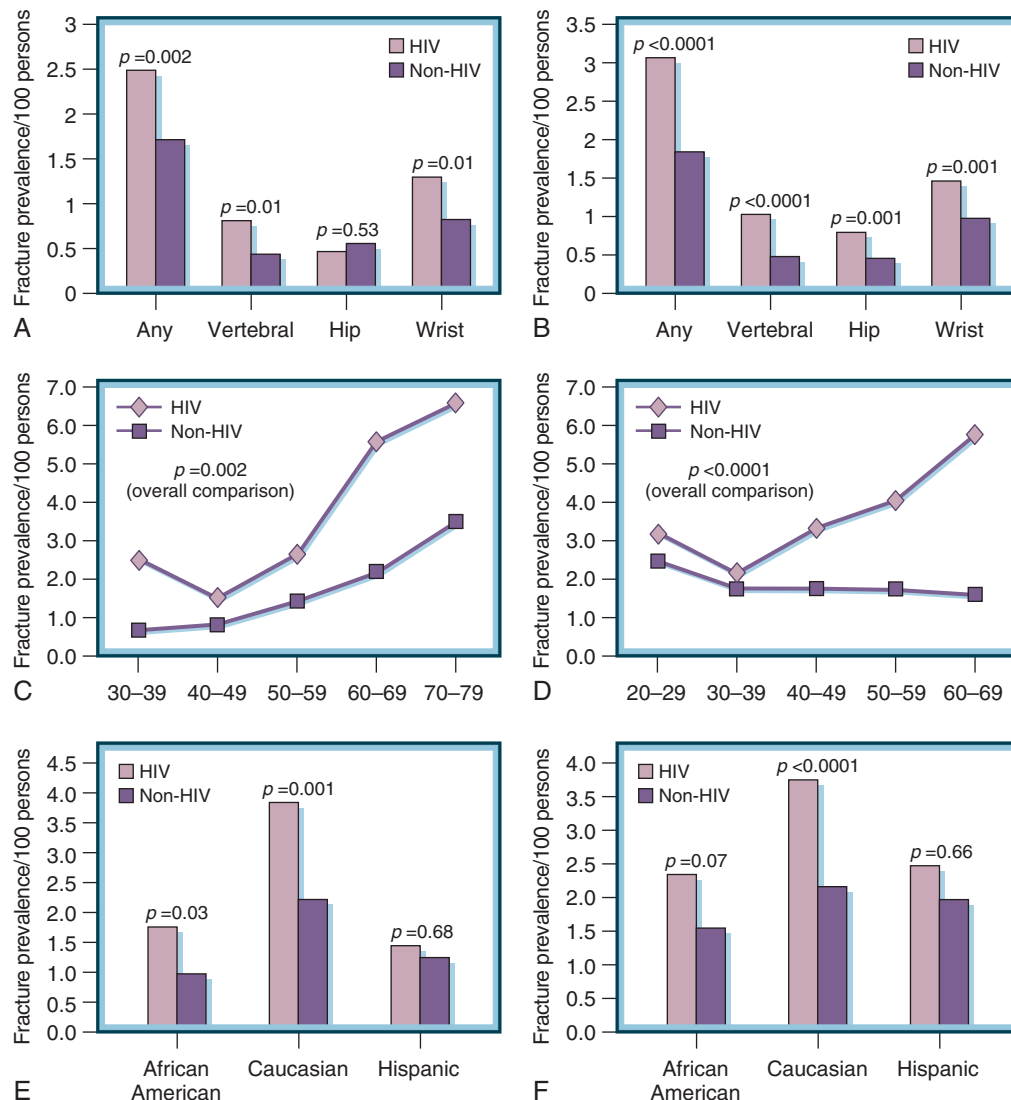 Fracture prevalence/100 persons
3
2.5
2
1.5
1
0.5
0
p =0.002
p =0.01
p =0.53
p =0.01
HIV
Non-HIV
Any
Vertebral
Hip
Wrist
A
Fracture prevalence/100 persons
3.5
3
2.5
2
1.5
1
0.5
0
p <0.0001
p <0.0001
p =0.001
p =0.001
HIV
Non-HIV
Any
Vertebral
Hip
Wrist
B
Fracture prevalence/100 persons
7.0
6.0
5.0
4.0
3.0
2.0
1.0
0.0
HIV
Non-HIV
p =0.002
(overall comparison)
30–39
40–49
50–59
60–69
70–79
C
Fracture prevalence/100 persons
7.0
6.0
5.0
4.0
3.0
2.0
1.0
0.0
HIV
Non-HIV
p <0.0001
(overall comparison)
20–29
30–39
40–49
50–59
60–69
D
Fracture prevalence/100 persons
4.5
4.0
3.5
3.0
2.5
2.0
1.5
1.0
0.5
0.0
HIV
Non-HIV
p =0.03
p =0.001
p =0.68
African
American
Caucasian
Hispanic
E
Fracture prevalence/100 persons
4.0
3.5
3.0
2.5
2.0
1.5
1.0
0.5
0.0
HIV
Non-HIV
p =0.07
p <0.0001
p =0.66
African
American
Caucasian
Hispanic
F